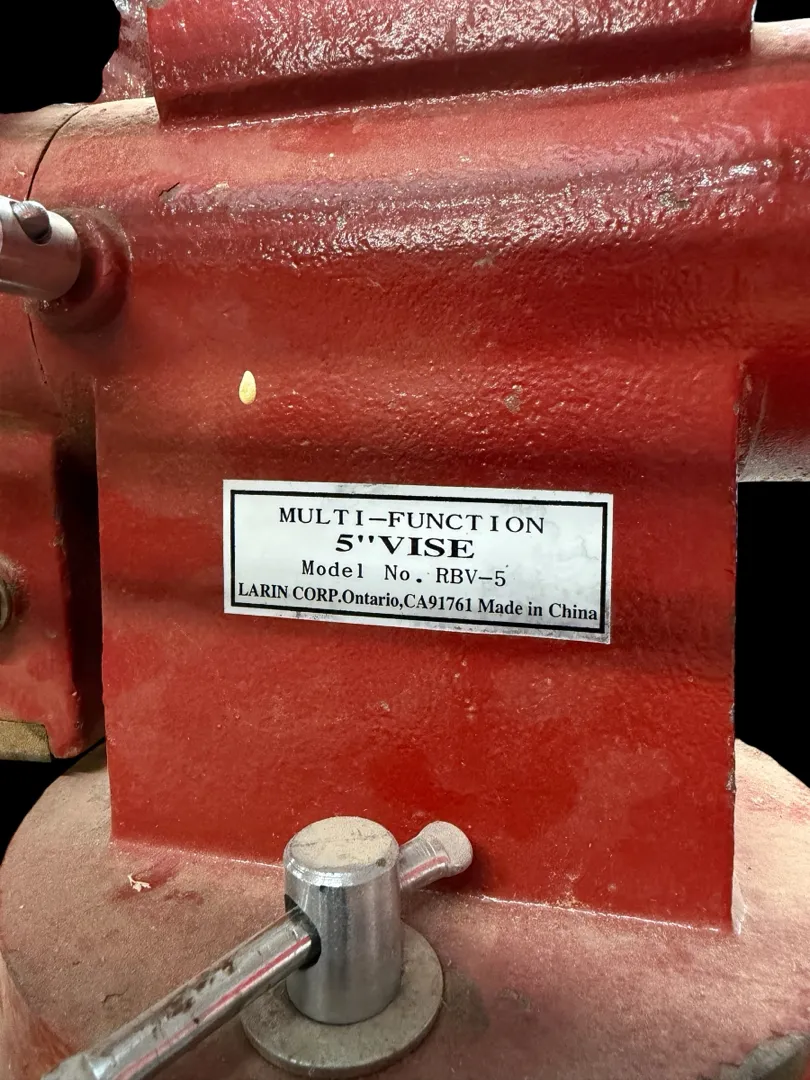 MULTI-FUNCTION
5"VISE
Model No. RBV-5
LARIN CORP.Ontario,CA91761 Made in China